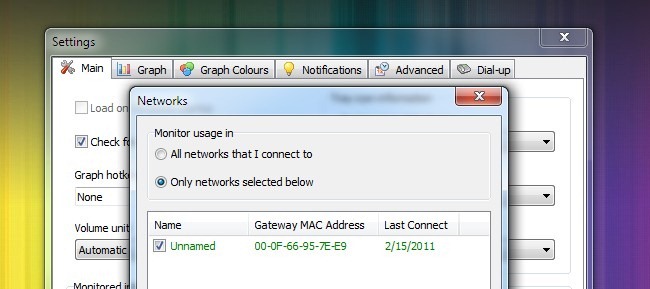 Settings
Main Graph Graph Colours Notifications Advanced Dial-up
Load on
Networks
Check fo
Monitor usage in
All networks that I connect to
Graph hotk
Only networks selected below
None
Volume unit
Name Gateway MAC Address Last Connect
Automatic
Unnamed 00-0F-66-95-7E-E9 2/15/2011
Monitored in